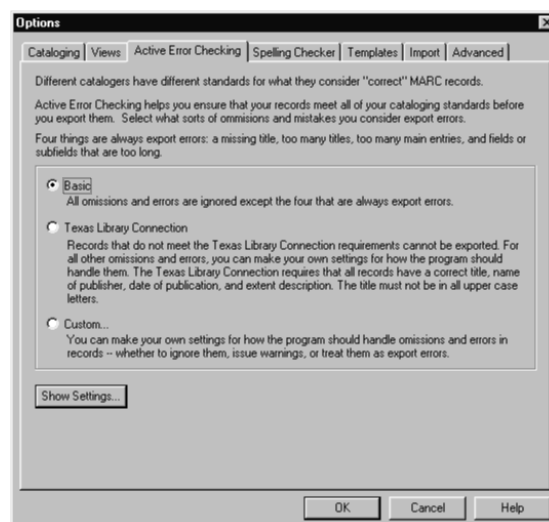 Options
Cataloging Views Active Error Checking Spelling Checker Templates Import Advanced
Different catalogers have different standards for what they consider "correct" MARC records.
Active Error Checking helps you ensure that your records meet all of your cataloging standards before
you export them. Select what sorts of ommisions and mistakes you consider export errors.
Four things are always export errors: a missing title, too many titles, too many main entries, and fields or
subfields that are too long.
Basic
All omissions and errors are ignored except the four that are always export errors.
Texas Library Connection
Records that do not meet the Texas Library Connection requirements cannot be exported. For
all other omissions and errors, you can make your own settings for how the program should
handle them. The Texas Library Connection requires that all records have a correct title, name
of publisher, date of publication, and extent description. The title must not be in all upper case
letters.
Custom...
You can make your own settings for how the program should handle omissions and errors in
records -- whether to ignore them, issue warnings, or treat them as export errors.
Show Settings...
OK Cancel Help